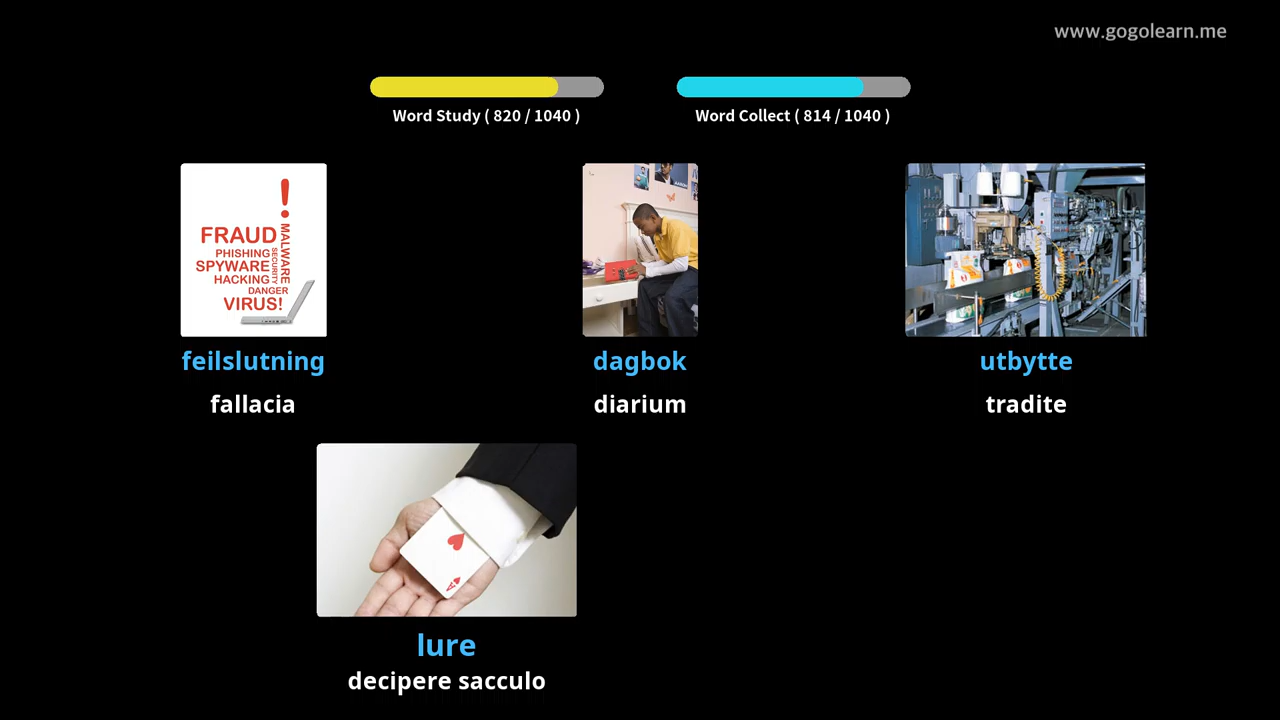 www.gogolearn.me
Word Study ( 820 / 1040 )
Word Collect ( 814 / 1040 )
FRAUD
PHISHING
SPYWARE
HACKING
DANGER
VIRUS!
MALWARE
SECURITY
!
feilslutning
fallacia
dagbok
diarium
utbytte
tradite
A
lure
decipere sacculo